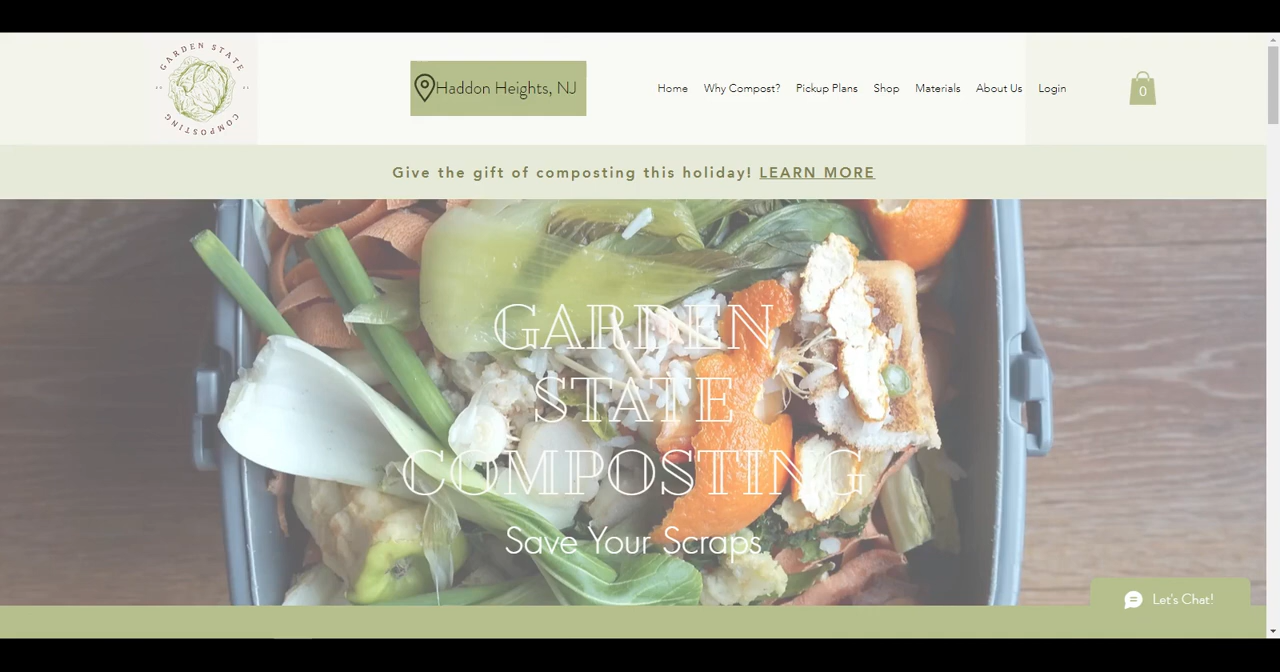 GARDEN STATE
COMPOSTING
Haddon Heights, NJ
Home Why Compost? Pickup Plans Shop Materials About Us Login
0
Give the gift of composting this holiday! LEARN MORE
GARDEN
STATE
COMPOSTING
Save Your Scraps
Let's Chat!